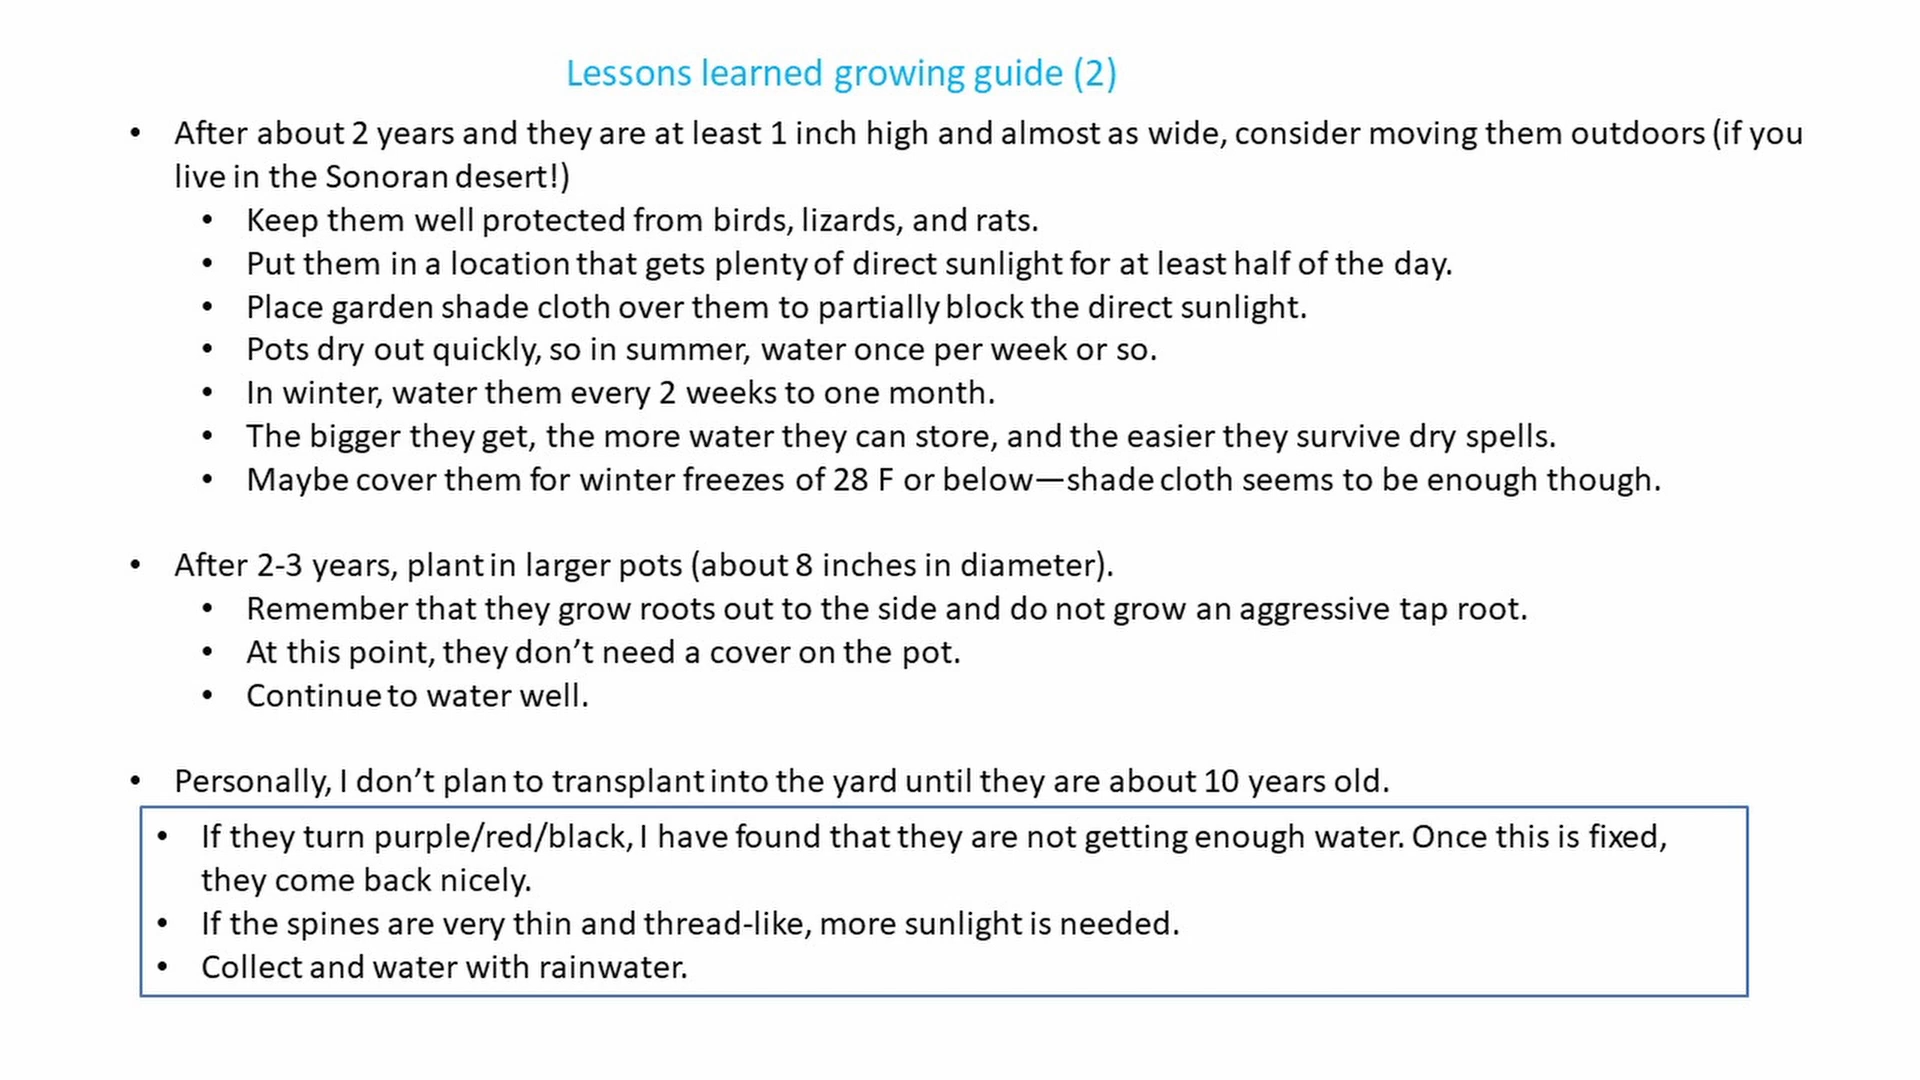 Lessons learned growing guide (2)
• After about 2 years and they are at least 1 inch high and almost as wide, consider moving them outdoors (if you
live in the Sonoran desert!)
• Keep them well protected from birds, lizards, and rats.
• Put them in a location that gets plenty of direct sunlight for at least half of the day.
• Place garden shade cloth over them to partially block the direct sunlight.
• Pots dry out quickly, so in summer, water once per week or so.
• In winter, water them every 2 weeks to one month.
• The bigger they get, the more water they can store, and the easier they survive dry spells.
• Maybe cover them for winter freezes of 28 F or below—shade cloth seems to be enough though.
• After 2-3 years, plant in larger pots (about 8 inches in diameter).
• Remember that they grow roots out to the side and do not grow an aggressive tap root.
• At this point, they don’t need a cover on the pot.
• Continue to water well.
• Personally, I don’t plan to transplant into the yard until they are about 10 years old.
• If they turn purple/red/black, I have found that they are not getting enough water. Once this is fixed,
they come back nicely.
• If the spines are very thin and thread-like, more sunlight is needed.
• Collect and water with rainwater.